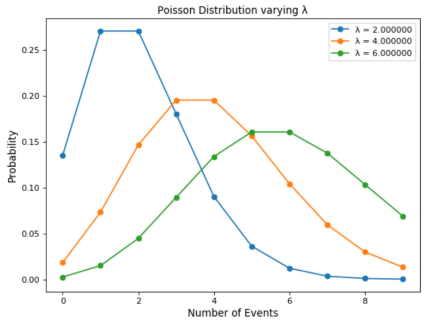 Poisson Distribution varying λ
λ = 2.000000
λ = 4.000000
λ = 6.000000
Probability
0.25
0.20
0.15
0.10
0.05
0.00
0 2 4 6 8
Number of Events